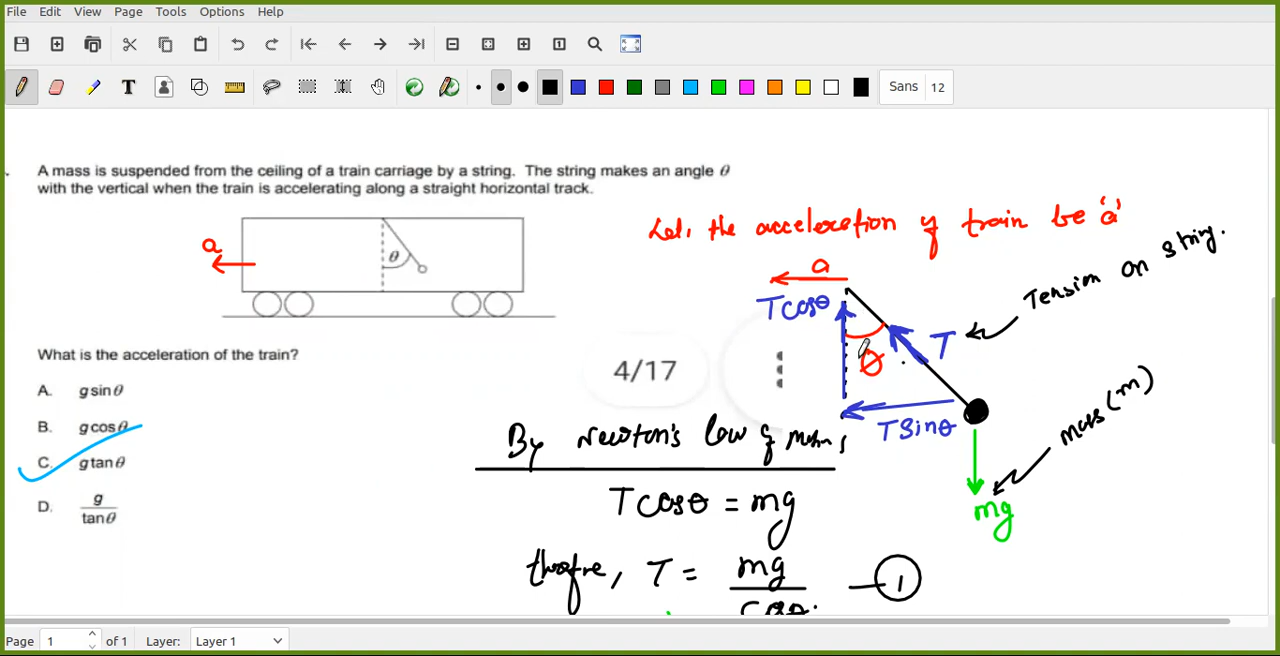 File Edit View Page Tools Options Help
Sans 12
A mass is suspended from the ceiling of a train carriage by a string. The string makes an angle θ
with the vertical when the train is accelerating along a straight horizontal track.
Let, the acceleration of train be 'a'
a
θ
a
Tension on string.
Tcosθ
T
θ
What is the acceleration of the train?
4/17
A. g sin θ
mass (m)
B. g cos θ
Tsinθ
By Newton's law of motion,
C. g tan θ
D. g/tan θ
Tcosθ = mg
mg
therefore, T = mg/cosθ. — 1
Page 1 of 1 Layer: Layer 1